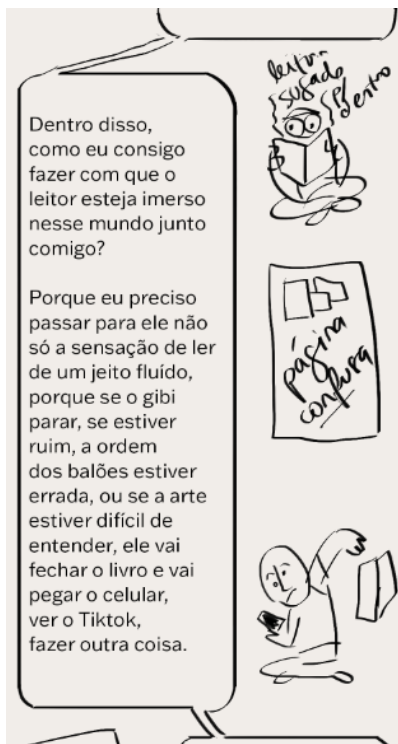 Dentro disso,
como eu consigo
fazer com que o
leitor esteja imerso
nesse mundo junto
comigo?
Porque eu preciso
passar para ele não
só a sensação de ler
de um jeito fluído,
porque se o gibi
parar, se estiver
ruim, a ordem
dos balões estiver
errada, ou se a arte
estiver difícil de
entender, ele vai
fechar o livro e vai
pegar o celular,
ver o Tiktok,
fazer outra coisa.
sugado
p/
dentro
página
confusa